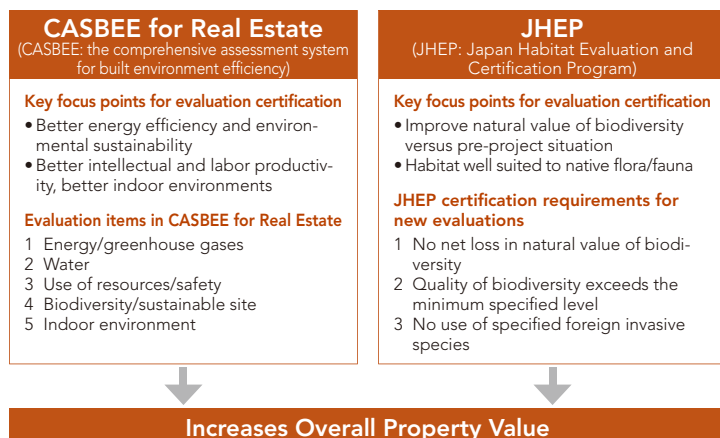 CASBEE for Real Estate
(CASBEE: the comprehensive assessment system
for built environment efficiency)
Key focus points for evaluation certification
• Better energy efficiency and environ-
mental sustainability
• Better intellectual and labor productiv-
ity, better indoor environments
Evaluation items in CASBEE for Real Estate
1 Energy/greenhouse gases
2 Water
3 Use of resources/safety
4 Biodiversity/sustainable site
5 Indoor environment
JHEP
(JHEP: Japan Habitat Evaluation and
Certification Program)
Key focus points for evaluation certification
• Improve natural value of biodiversity
versus pre-project situation
• Habitat well suited to native flora/fauna
JHEP certification requirements for
new evaluations
1 No net loss in natural value of biodi-
versity
2 Quality of biodiversity exceeds the
minimum specified level
3 No use of specified foreign invasive
species
Increases Overall Property Value